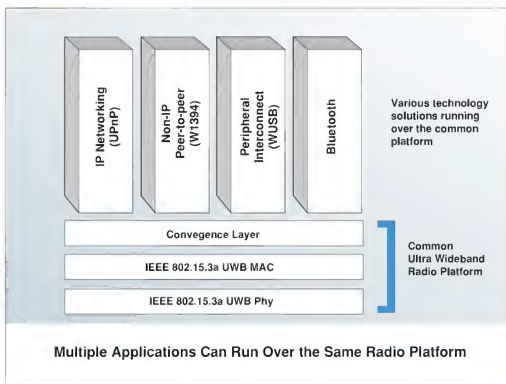 IP Networking
(UPnP)
Non-IP
Peer-to-peer
(W1394)
Peripheral
Interconnect
(WUSB)
Bluetooth
Various technology
solutions running
over the common
platform
Convegence Layer
IEEE 802.15.3a UWB MAC
IEEE 802.15.3a UWB Phy
Common
Ultra Wideband
Radio Platform
Multiple Applications Can Run Over the Same Radio Platform